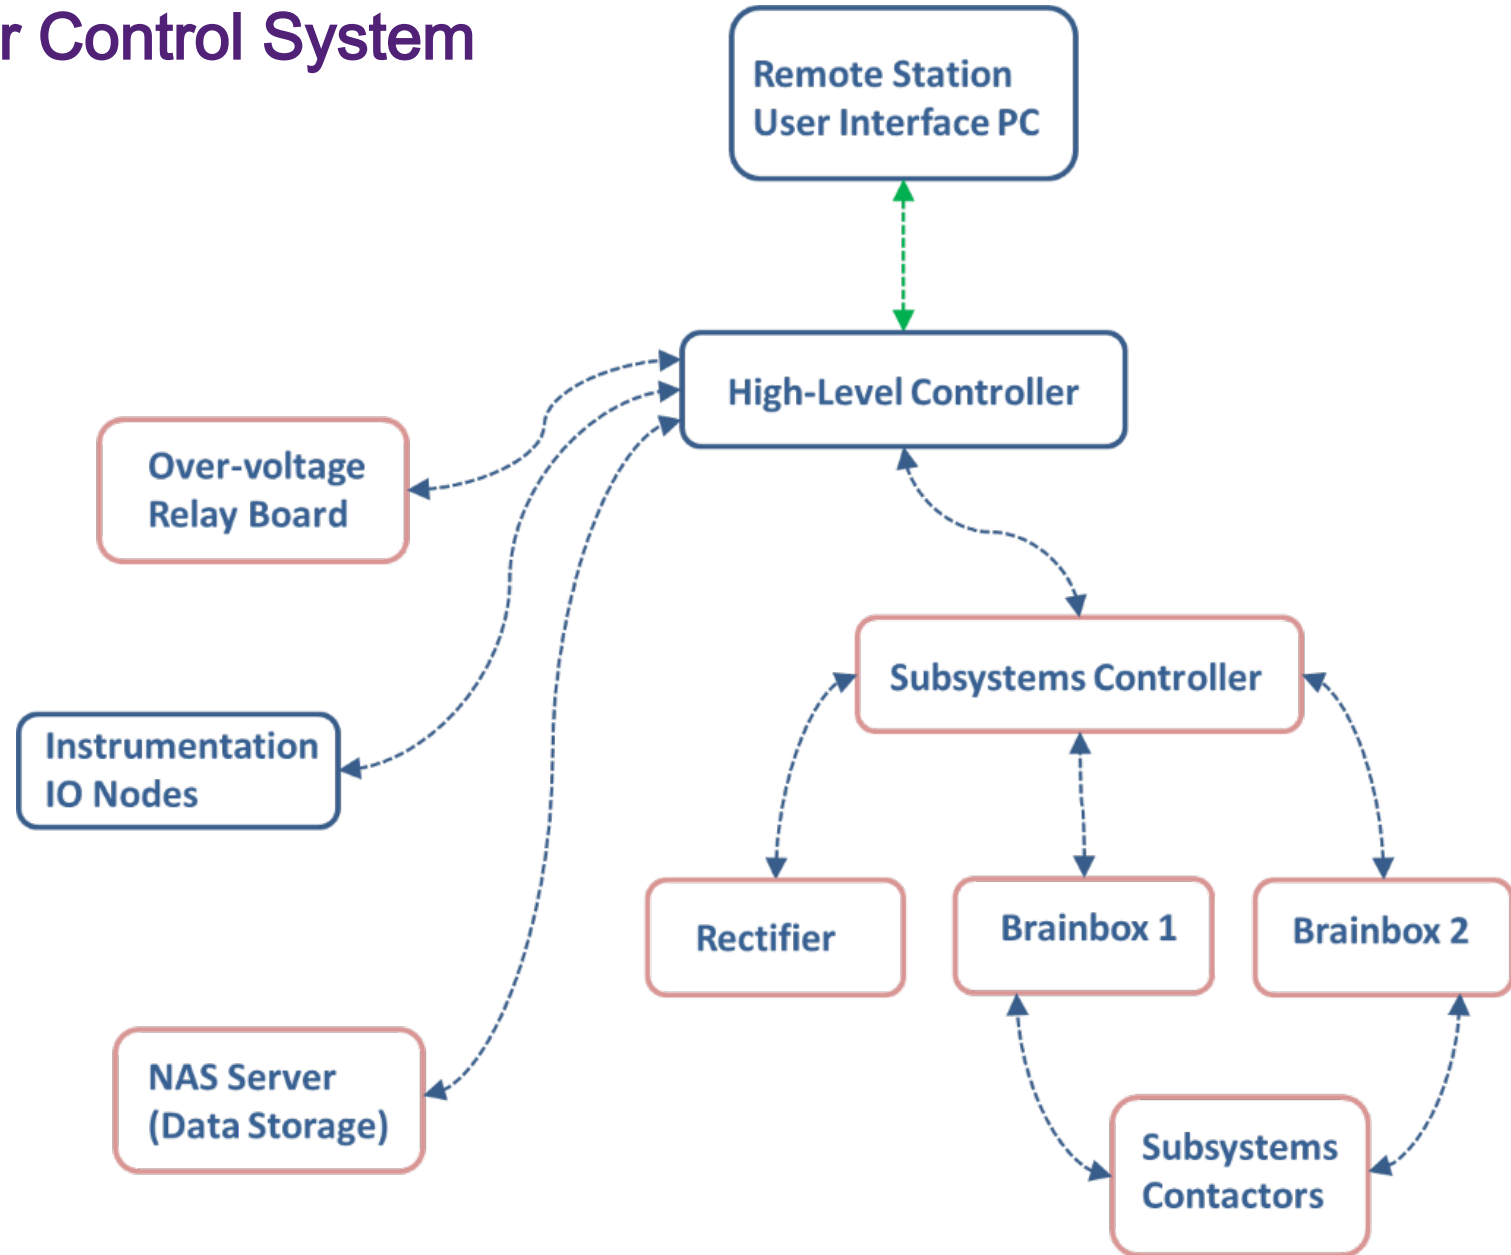 r Control System
Remote Station
User Interface PC
High-Level Controller
Over-voltage
Relay Board
Subsystems Controller
Instrumentation
IO Nodes
Rectifier
Brainbox 1
Brainbox 2
NAS Server
(Data Storage)
Subsystems
Contactors